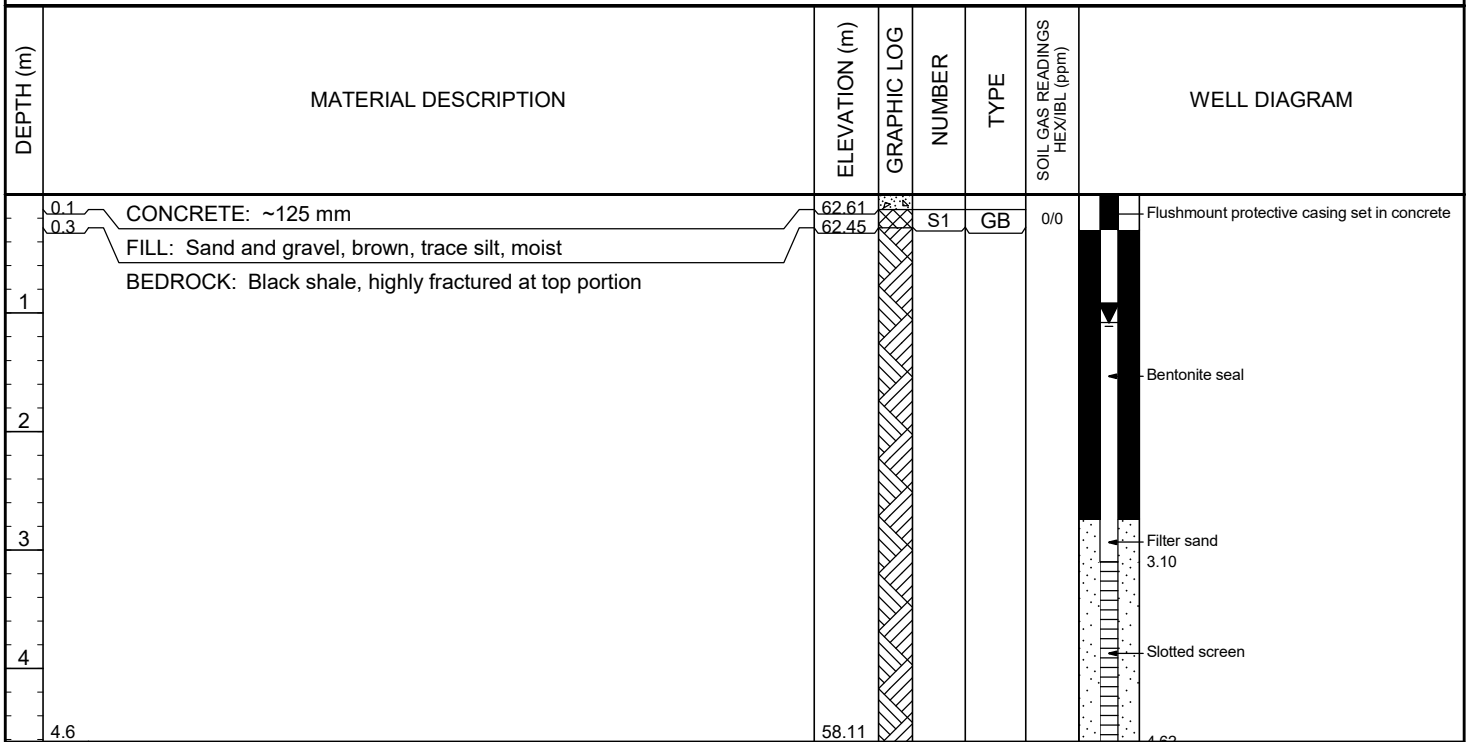 DEPTH (m)
MATERIAL DESCRIPTION
ELEVATION (m)
GRAPHIC LOG
NUMBER
TYPE
SOIL GAS READINGS
HEX/IBL (ppm)
WELL DIAGRAM
0.1
CONCRETE: ~125 mm
62.61
0.3
62.45
S1
GB
0/0
Flushmount protective casing set in concrete
FILL: Sand and gravel, brown, trace silt, moist
BEDROCK: Black shale, highly fractured at top portion
1
Bentonite seal
2
3
Filter sand
3.10
4
Slotted screen
4.6
58.11
4.62